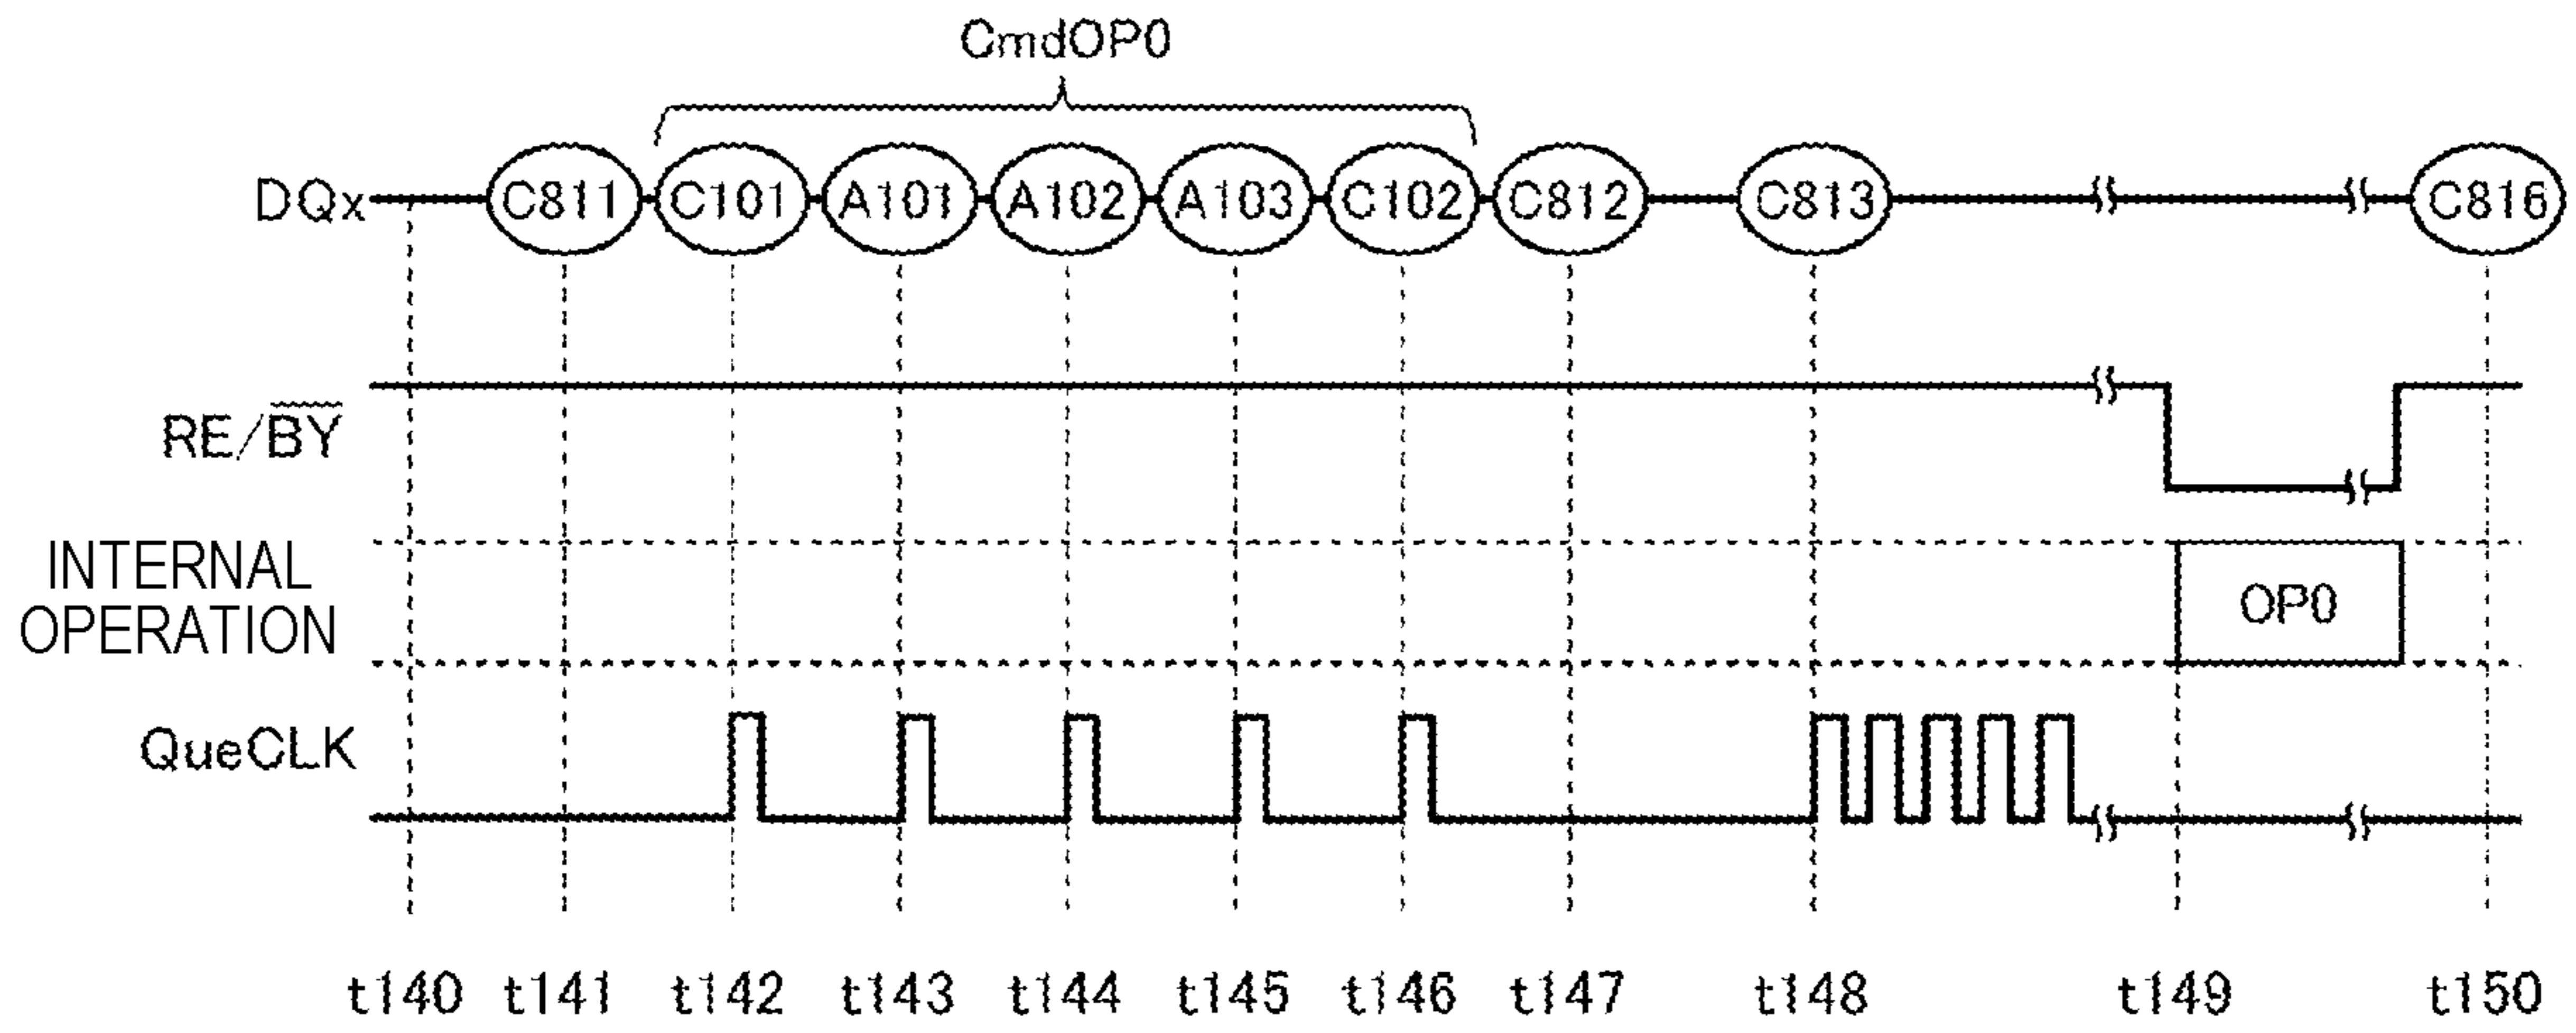 CmdOP0
DQx C811 C101 A101 A102 A103 C102 C812 C813 C816
RE/B̅Y̅
INTERNAL
OPERATION
OP0
QueCLK
t140 t141 t142 t143 t144 t145 t146 t147 t148 t149 t150